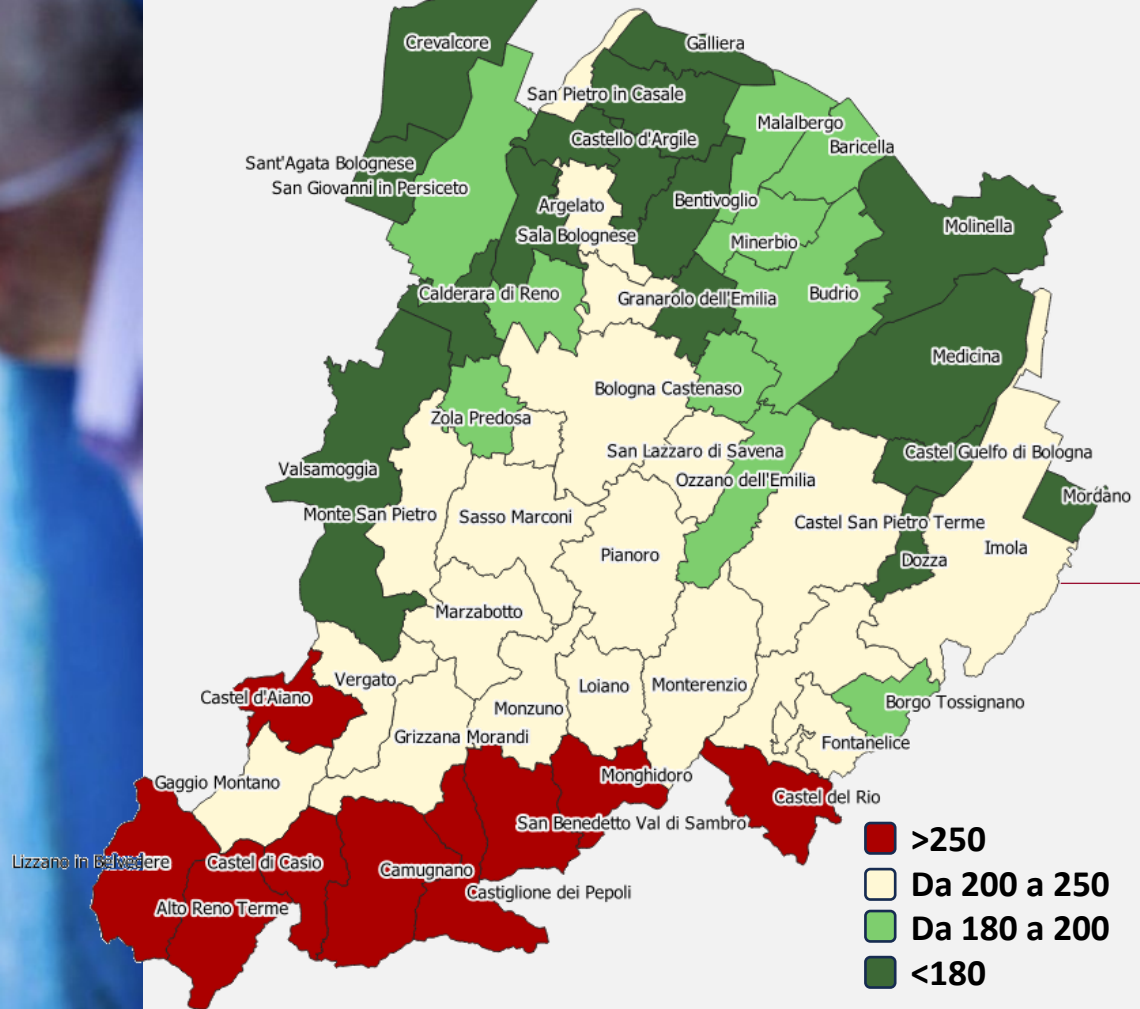 Crevalcore
Galliera
San Pietro in Casale
Malalbergo
Castello d'Argile
Baricella
Sant'Agata Bolognese
San Giovanni in Persiceto
Bentivoglio
Argelato
Molinella
Sala Bolognese
Minerbio
Calderara di Reno
Granarolo dell'Emilia
Budrio
Medicina
Bologna
Castenaso
Zola Predosa
San Lazzaro di Savena
Castel Guelfo di Bologna
Valsamoggia
Ozzano dell'Emilia
Mordano
Monte San Pietro
Sasso Marconi
Castel San Pietro Terme
Imola
Pianoro
Dozza
Marzabotto
Vergato
Loiano
Monterenzio
Castel d'Aiano
Borgo Tossignano
Monzuno
Grizzana Morandi
Fontanelice
Monghidoro
Gaggio Montano
Castel del Rio
San Benedetto Val di Sambro
Lizzano in Belvedere
Castel di Casio
Camugnano
Castiglione dei Pepoli
Alto Reno Terme
>250
Da 200 a 250
Da 180 a 200
<180